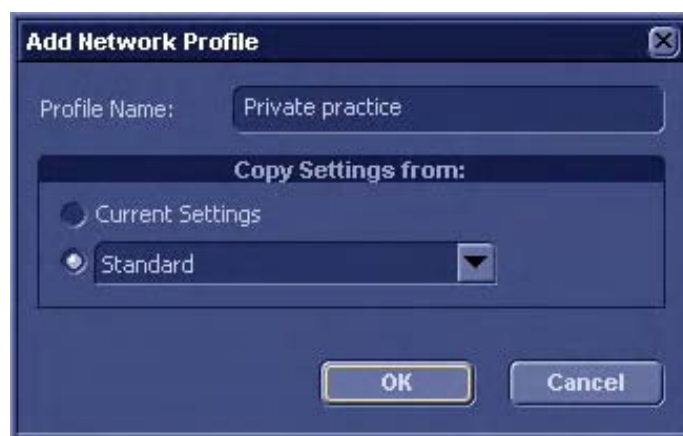 Add Network Profile
Profile Name: Private practice
Copy Settings from:
Current Settings
Standard
OK Cancel